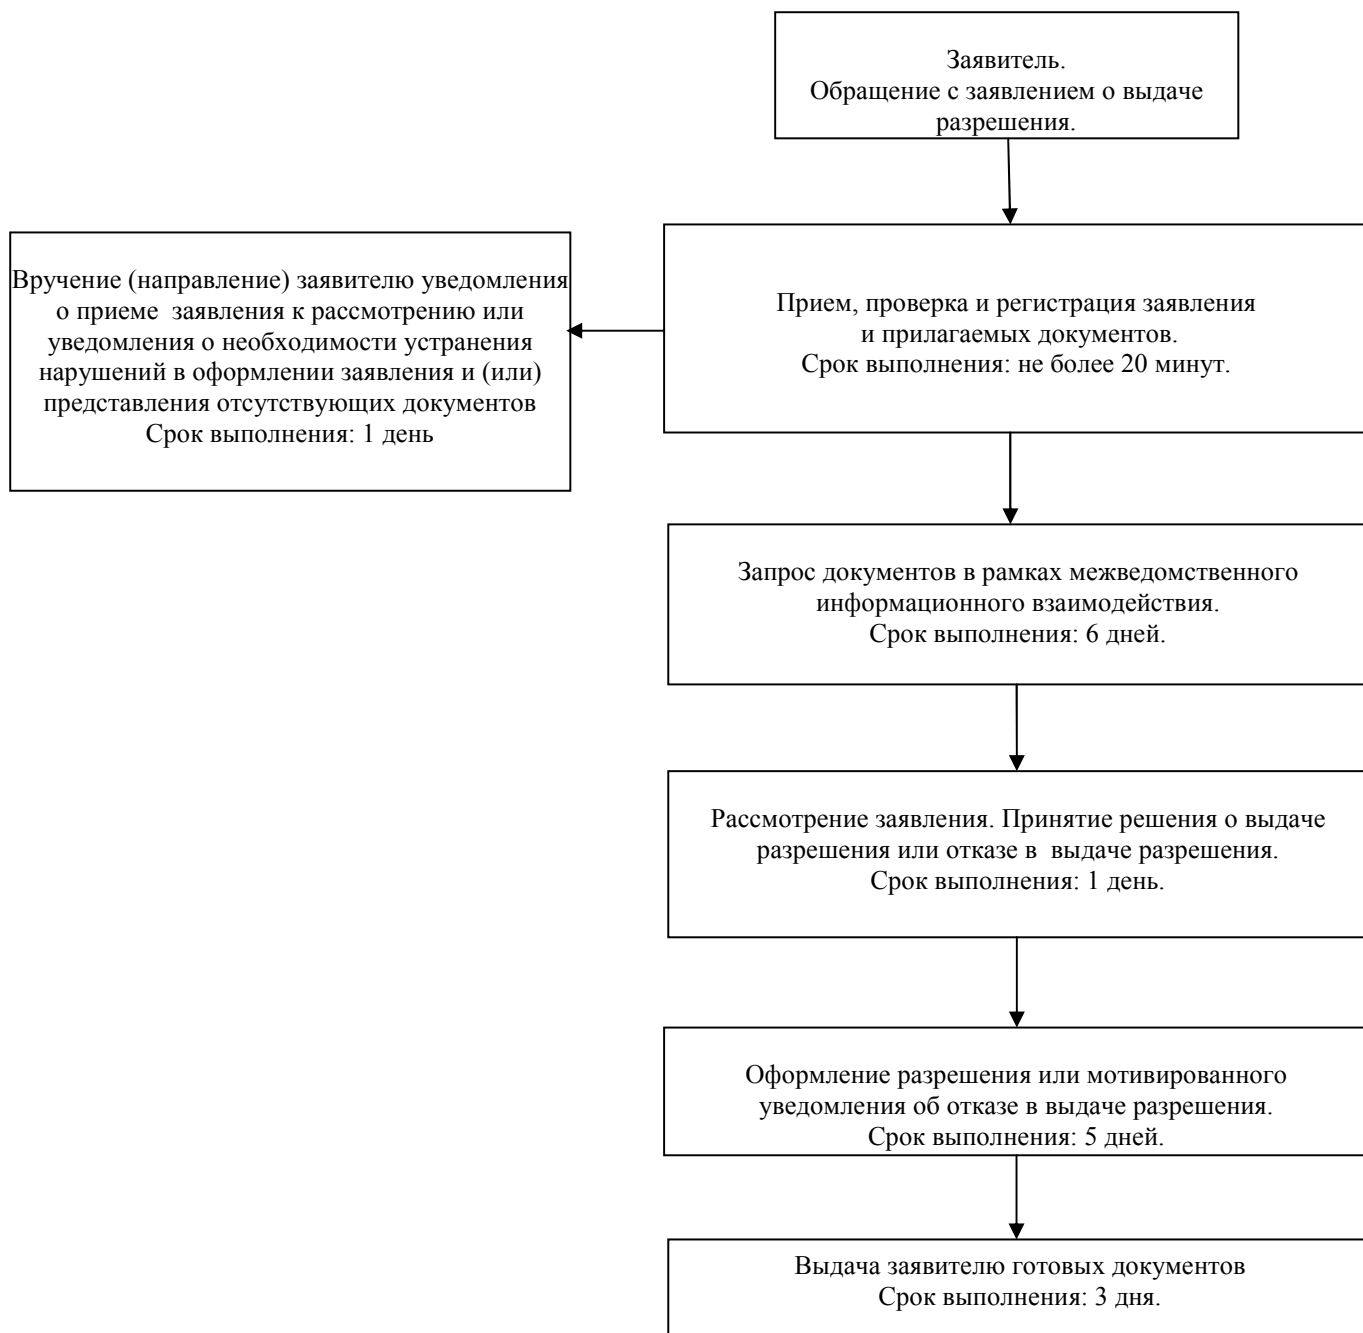 Заявитель.
Обращение с заявлением о выдаче
разрешения.
Вручение (направление) заявителю уведомления
о приеме  заявления к рассмотрению или
уведомления о необходимости устранения
нарушений в оформлении заявления и (или)
представления отсутствующих документов
Срок выполнения: 1 день
Прием, проверка и регистрация заявления
и прилагаемых документов.
Срок выполнения: не более 20 минут.
Запрос документов в рамках межведомственного
информационного взаимодействия.
Срок выполнения: 6 дней.
Рассмотрение заявления. Принятие решения о выдаче
разрешения или отказе в  выдаче разрешения.
Срок выполнения: 1 день.
Оформление разрешения или мотивированного
уведомления об отказе в выдаче разрешения.
Срок выполнения: 5 дней.
Выдача заявителю готовых документов
Срок выполнения: 3 дня.